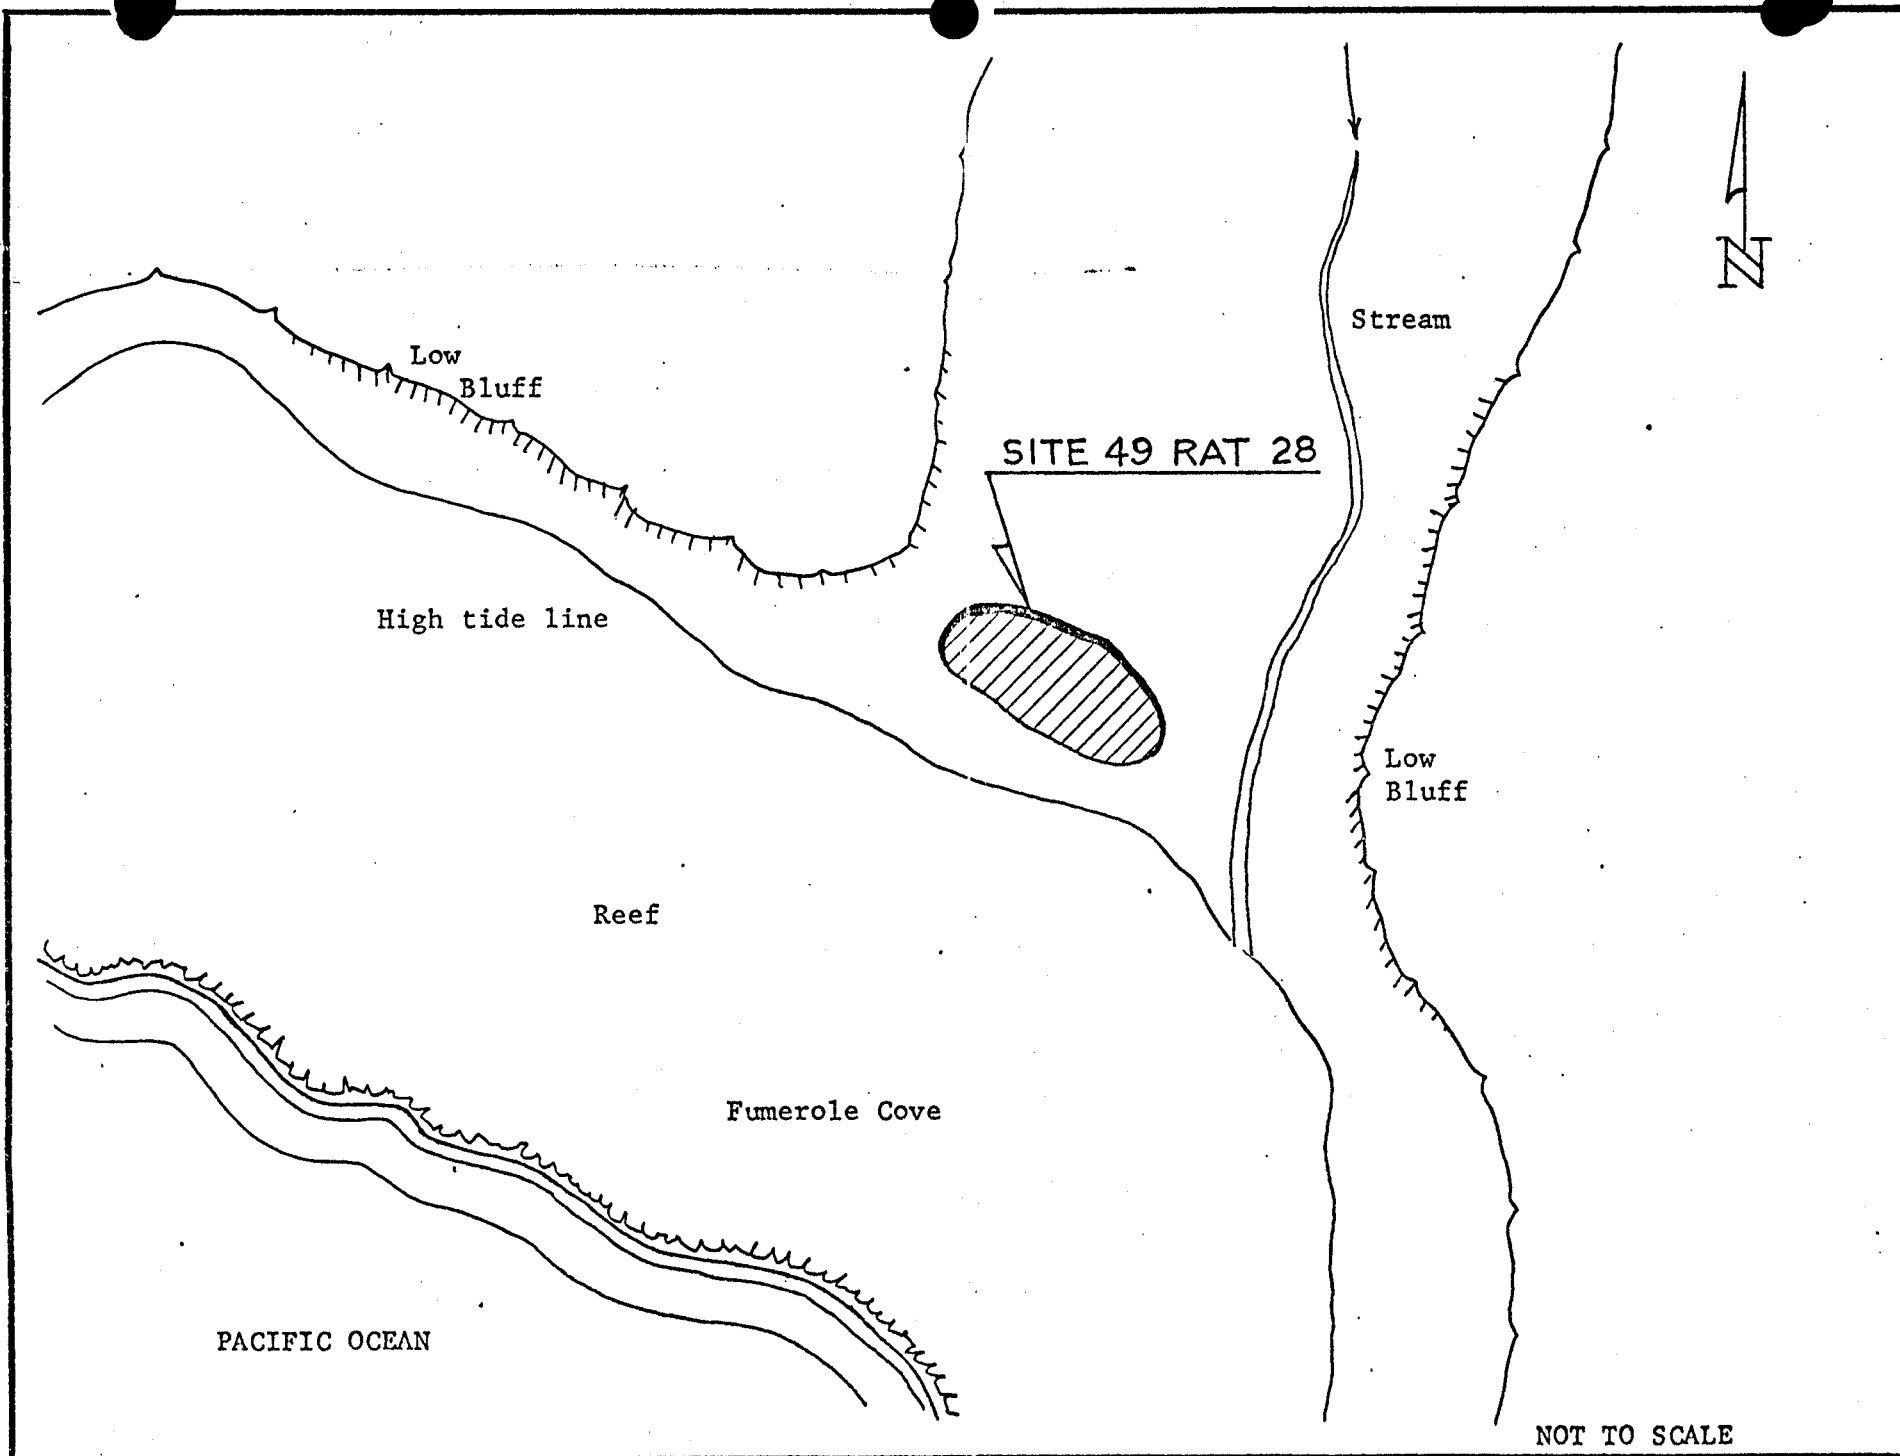 N
Stream
Low
Bluff
SITE 49 RAT 28
High tide line
Low
Bluff
Reef
Fumerole Cove
PACIFIC OCEAN
NOT TO SCALE